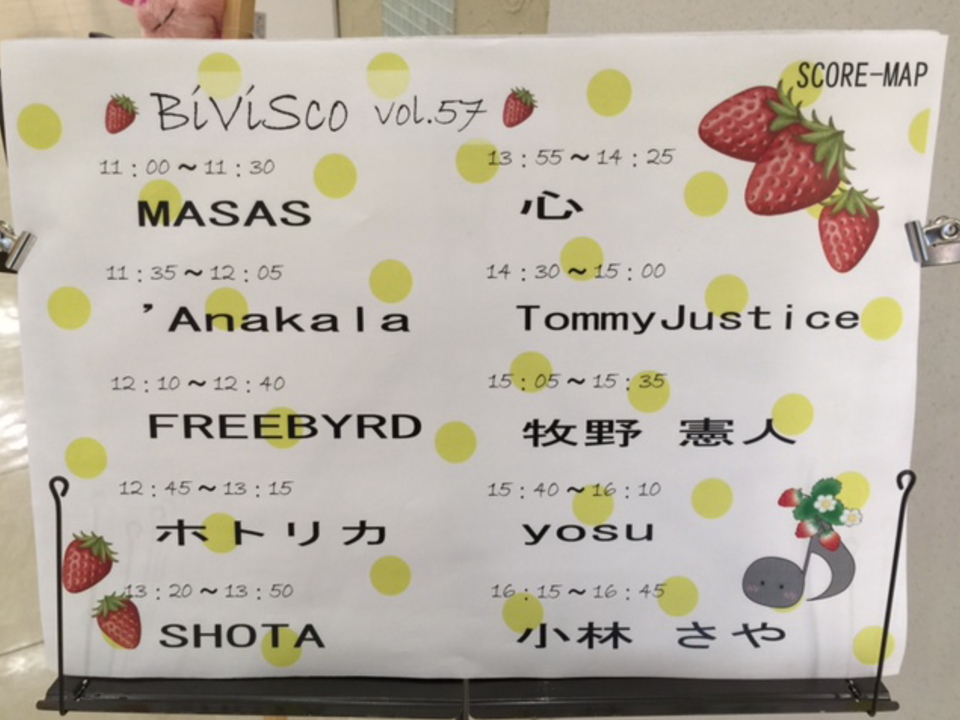 SCORE-MAP
BiViSco vol.57
11:00～11:30
MASAS
11:35～12:05
'Anakala
12:10～12:40
FREEBYRD
12:45～13:15
ホトリカ
13:20～13:50
SHOTA
13:55～14:25
心
14:30～15:00
TommyJustice
15:05～15:35
牧野 憲人
15:40～16:10
yosu
16:15～16:45
小林 さや